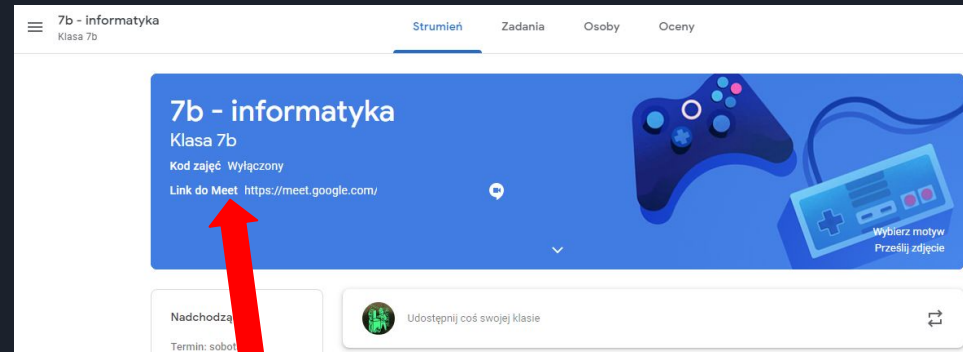 7b - informatyka
Klasa 7b
Strumień
Zadania
Osoby
Oceny
7b - informatyka
Klasa 7b
Kod zajęć Wyłączony
Link do Meet https://meet.google.com/
Wybierz motyw
Prześlij zdjęcie
Udostępnij coś swojej klasie
Termin: